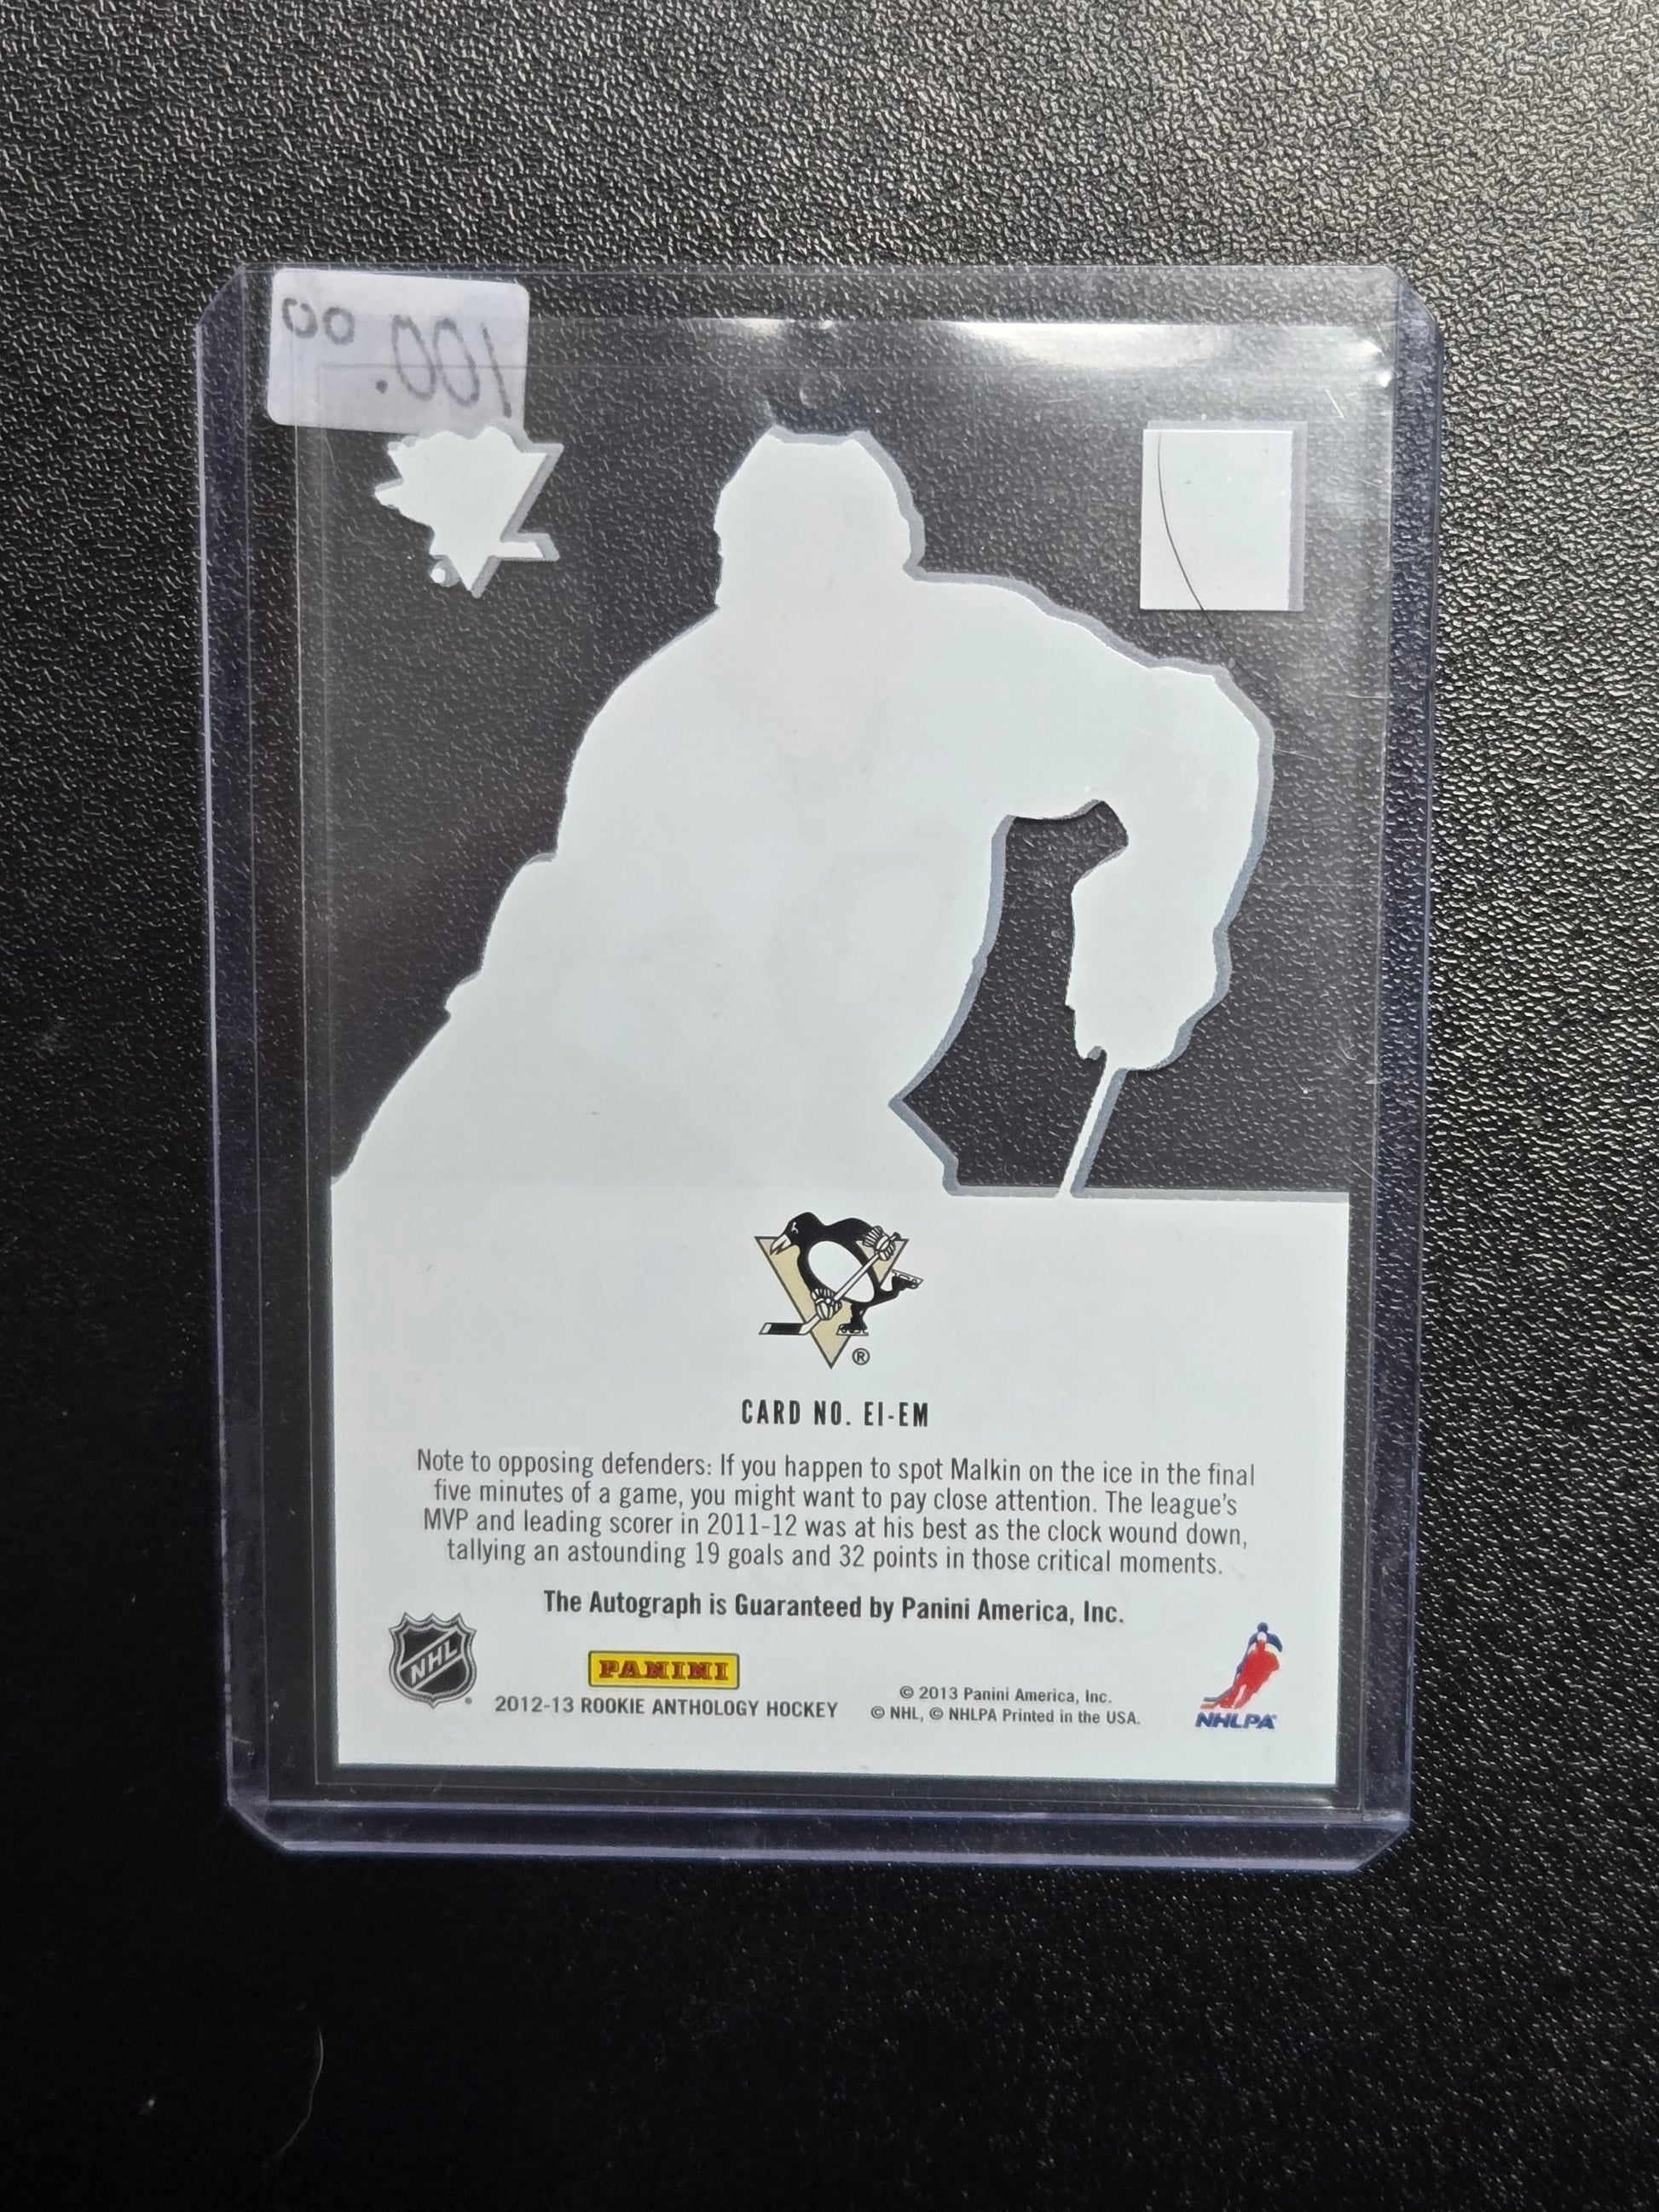 100.00
®
CARD NO. EI-EM
Note to opposing defenders: If you happen to spot Malkin on the ice in the final
five minutes of a game, you might want to pay close attention. The league's
MVP and leading scorer in 2011-12 was at his best as the clock wound down,
tallying an astounding 19 goals and 32 points in those critical moments.
The Autograph is Guaranteed by Panini America, Inc.
NHL
PANINI
2012-13 ROOKIE ANTHOLOGY HOCKEY
© 2013 Panini America, Inc.
© NHL, © NHLPA Printed in the USA.
NHLPA